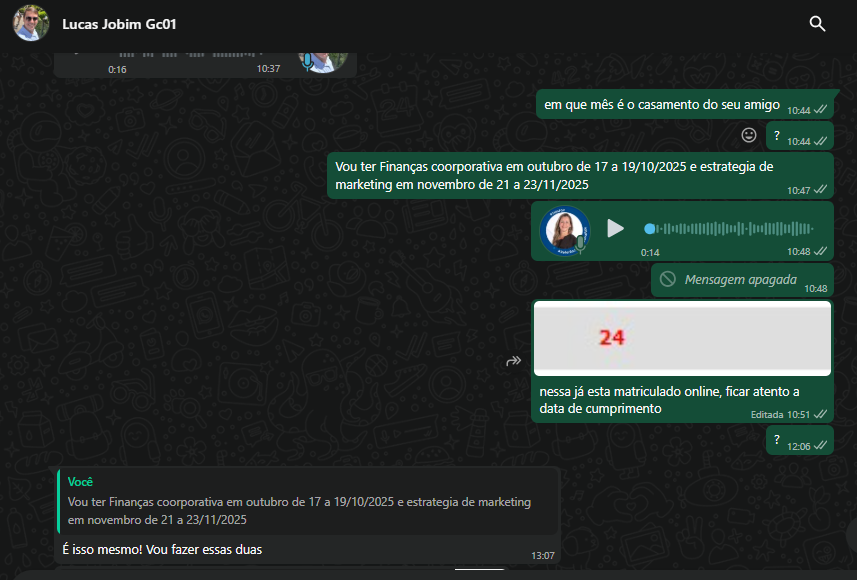 Lucas Jobim Gc01
0:16
10:37
em que mês é o casamento do seu amigo
10:44
?
10:44
Vou ter Finanças coorporativa em outubro de 17 a 19/10/2025 e estrategia de
marketing em novembro de 21 a 23/11/2025
10:47
0:14
10:48
Mensagem apagada
10:48
24
nessa já esta matriculado online, ficar atento a
data de cumprimento
Editada 10:51
?
12:06
Você
Vou ter Finanças coorporativa em outubro de 17 a 19/10/2025 e estrategia de marketing
em novembro de 21 a 23/11/2025
É isso mesmo! Vou fazer essas duas
13:07